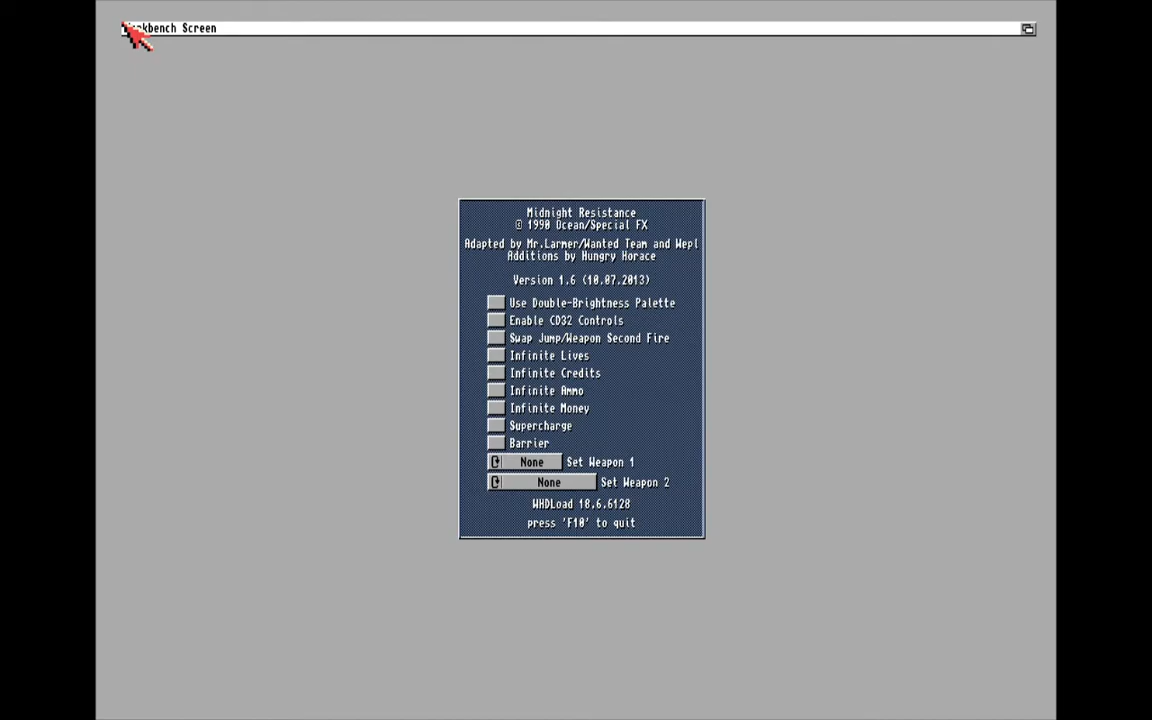 kbench Screen
Midnight Resistance
© 1990 Ocean/Special FX
Adapted by Mr.Larmer/Wanted Team and Wepl
Additions by Hungry Horace
Version 1.6 (10.07.2013)
Use Double-Brightness Palette
Enable CD32 Controls
Swap Jump/Weapon Second Fire
Infinite Lives
Infinite Credits
Infinite Ammo
Infinite Money
Supercharge
Barrier
None Set Weapon 1
None Set Weapon 2
WHDLoad 18.6.6128
press 'F10' to quit